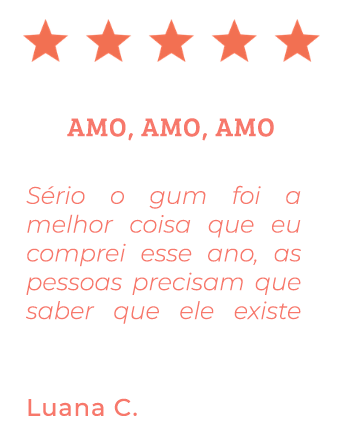 AMO, AMO, AMO
Sério o gum foi a
melhor coisa que eu
comprei esse ano, as
pessoas precisam que
saber que ele existe
Luana C.